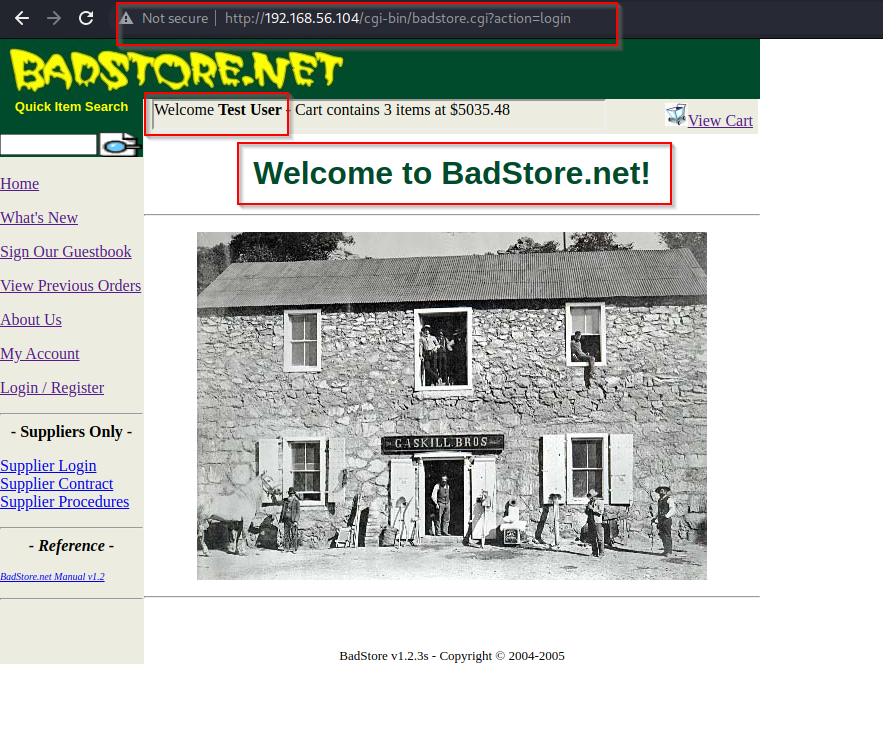 Not secure http://192.168.56.104/cgi-bin/badstore.cgi?action=login
BADSTORE.NET
Quick Item Search
Welcome Test User - Cart contains 3 items at $5035.48
View Cart
Welcome to BadStore.net!
Home
What's New
Sign Our Guestbook
View Previous Orders
About Us
My Account
Login / Register
- Suppliers Only -
Supplier Login
Supplier Contract
Supplier Procedures
- Reference -
BadStore.net Manual v1.2
GASKILL BROS
BadStore v1.2.3s - Copyright © 2004-2005